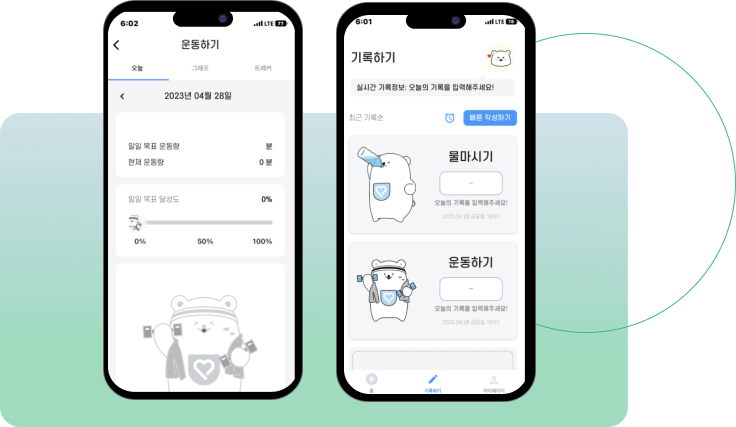 6:02
LTE 77
운동하기
오늘 그래프 트래커
2023년 04월 28일
일일 목표 운동량 분
현재 운동량 0 분
일일 목표 달성도 0%
0% 50% 100%
6:01
LTE 76
기록하기
실시간 기록정보: 오늘의 기록을 입력해주세요!
최근 기록순 빠른 작성하기
물마시기
--
오늘의 기록을 입력해주세요!
2023.04.28 금요일 18:01
운동하기
--
오늘의 기록을 입력해주세요!
2023.04.28 금요일 18:01
홈 기록하기 마이페이지